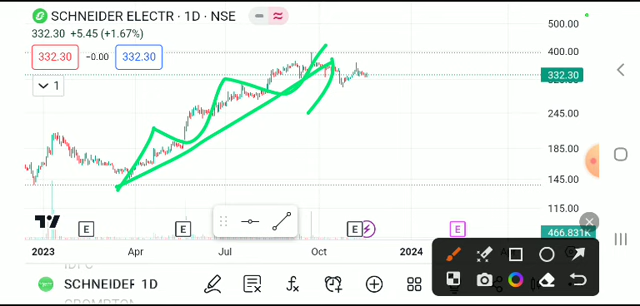 SCHNEIDER ELECTR · 1D · NSE
332.30 +5.45 (+1.67%)
332.30 −0.00 332.30
1
500.00
400.00
332.30
245.00
185.00
145.00
115.00
466.831K
E E E E
2023 Apr Jul Oct 2024
SCHNEIDER 1D